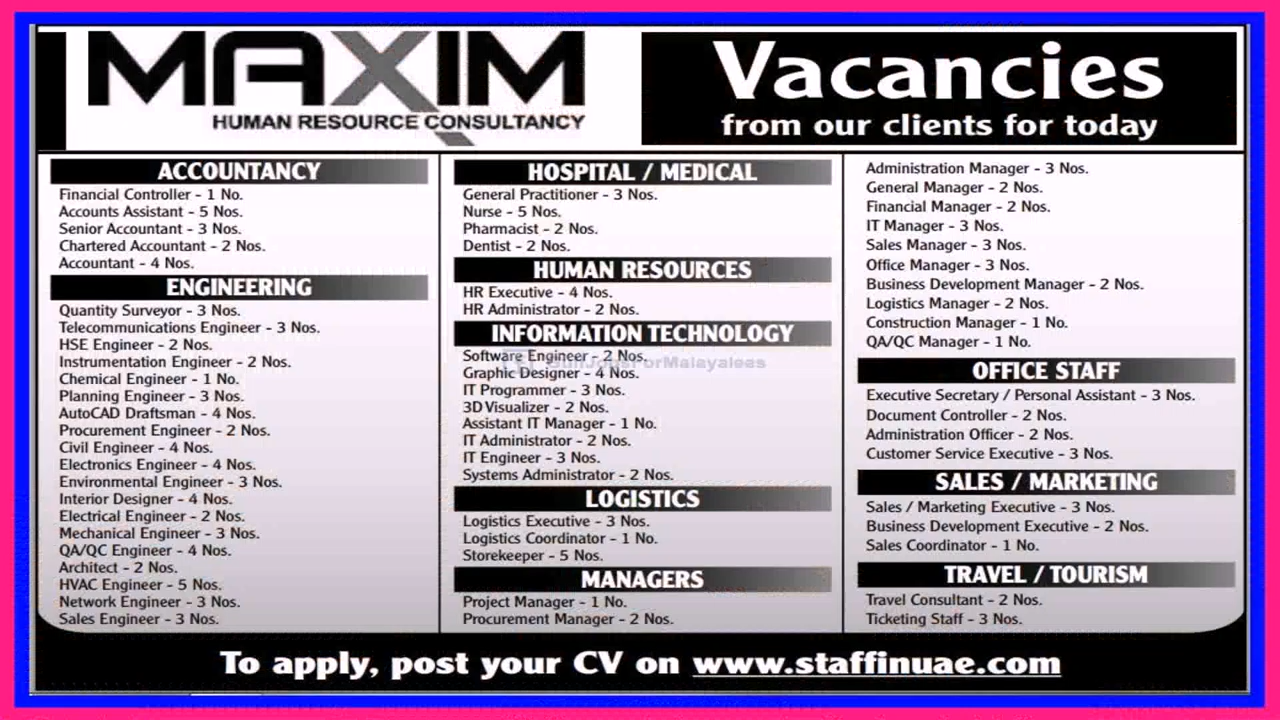 MAXIM
HUMAN RESOURCE CONSULTANCY
Vacancies
from our clients for today
ACCOUNTANCY
Financial Controller - 1 No.
Accounts Assistant - 5 Nos.
Senior Accountant - 3 Nos.
Chartered Accountant - 2 Nos.
Accountant - 4 Nos.
ENGINEERING
Quantity Surveyor - 3 Nos.
Telecommunications Engineer - 3 Nos.
HSE Engineer - 2 Nos.
Instrumentation Engineer - 2 Nos.
Chemical Engineer - 1 No.
Planning Engineer - 3 Nos.
AutoCAD Draftsman - 4 Nos.
Procurement Engineer - 2 Nos.
Civil Engineer - 4 Nos.
Electronics Engineer - 4 Nos.
Environmental Engineer - 3 Nos.
Interior Designer - 4 Nos.
Electrical Engineer - 2 Nos.
Mechanical Engineer - 3 Nos.
QA/QC Engineer - 4 Nos.
Architect - 2 Nos.
HVAC Engineer - 5 Nos.
Network Engineer - 3 Nos.
Sales Engineer - 3 Nos.
HOSPITAL / MEDICAL
General Practitioner - 3 Nos.
Nurse - 5 Nos.
Pharmacist - 2 Nos.
Dentist - 2 Nos.
HUMAN RESOURCES
HR Executive - 4 Nos.
HR Administrator - 2 Nos.
INFORMATION TECHNOLOGY
Software Engineer - 2 Nos.
GulfJobsForMalayalees
Graphic Designer - 4 Nos.
IT Programmer - 3 Nos.
3D Visualizer - 2 Nos.
Assistant IT Manager - 1 No.
IT Administrator - 2 Nos.
IT Engineer - 3 Nos.
Systems Administrator - 2 Nos.
LOGISTICS
Logistics Executive - 3 Nos.
Logistics Coordinator - 1 No.
Storekeeper - 5 Nos.
MANAGERS
Project Manager - 1 No.
Procurement Manager - 2 Nos.
Administration Manager - 3 Nos.
General Manager - 2 Nos.
Financial Manager - 2 Nos.
IT Manager - 3 Nos.
Sales Manager - 3 Nos.
Office Manager - 3 Nos.
Business Development Manager - 2 Nos.
Logistics Manager - 2 Nos.
Construction Manager - 1 No.
QA/QC Manager - 1 No.
OFFICE STAFF
Executive Secretary / Personal Assistant - 3 Nos.
Document Controller - 2 Nos.
Administration Officer - 2 Nos.
Customer Service Executive - 3 Nos.
SALES / MARKETING
Sales / Marketing Executive - 3 Nos.
Business Development Executive - 2 Nos.
Sales Coordinator - 1 No.
TRAVEL / TOURISM
Travel Consultant - 2 Nos.
Ticketing Staff - 3 Nos.
To apply, post your CV on www.staffinuae.com